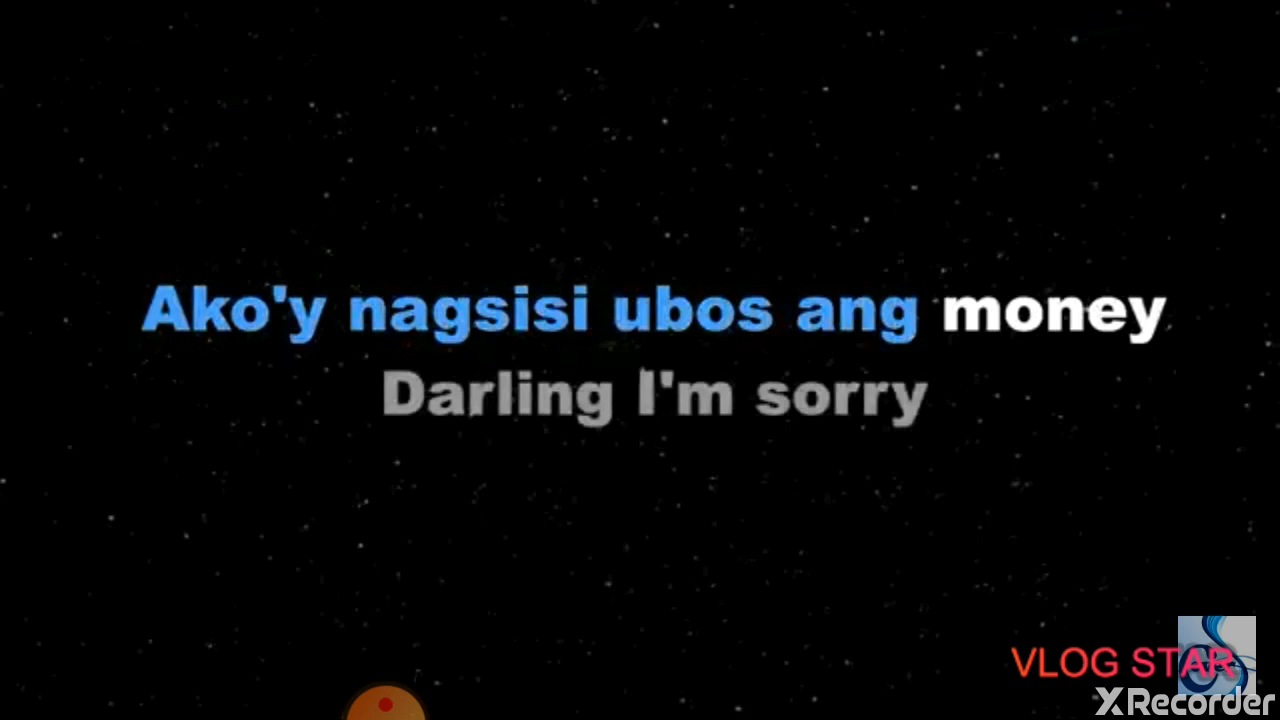 Ako'y nagsisi ubos ang money
Darling I'm sorry
VLOG STAR
XRecorder